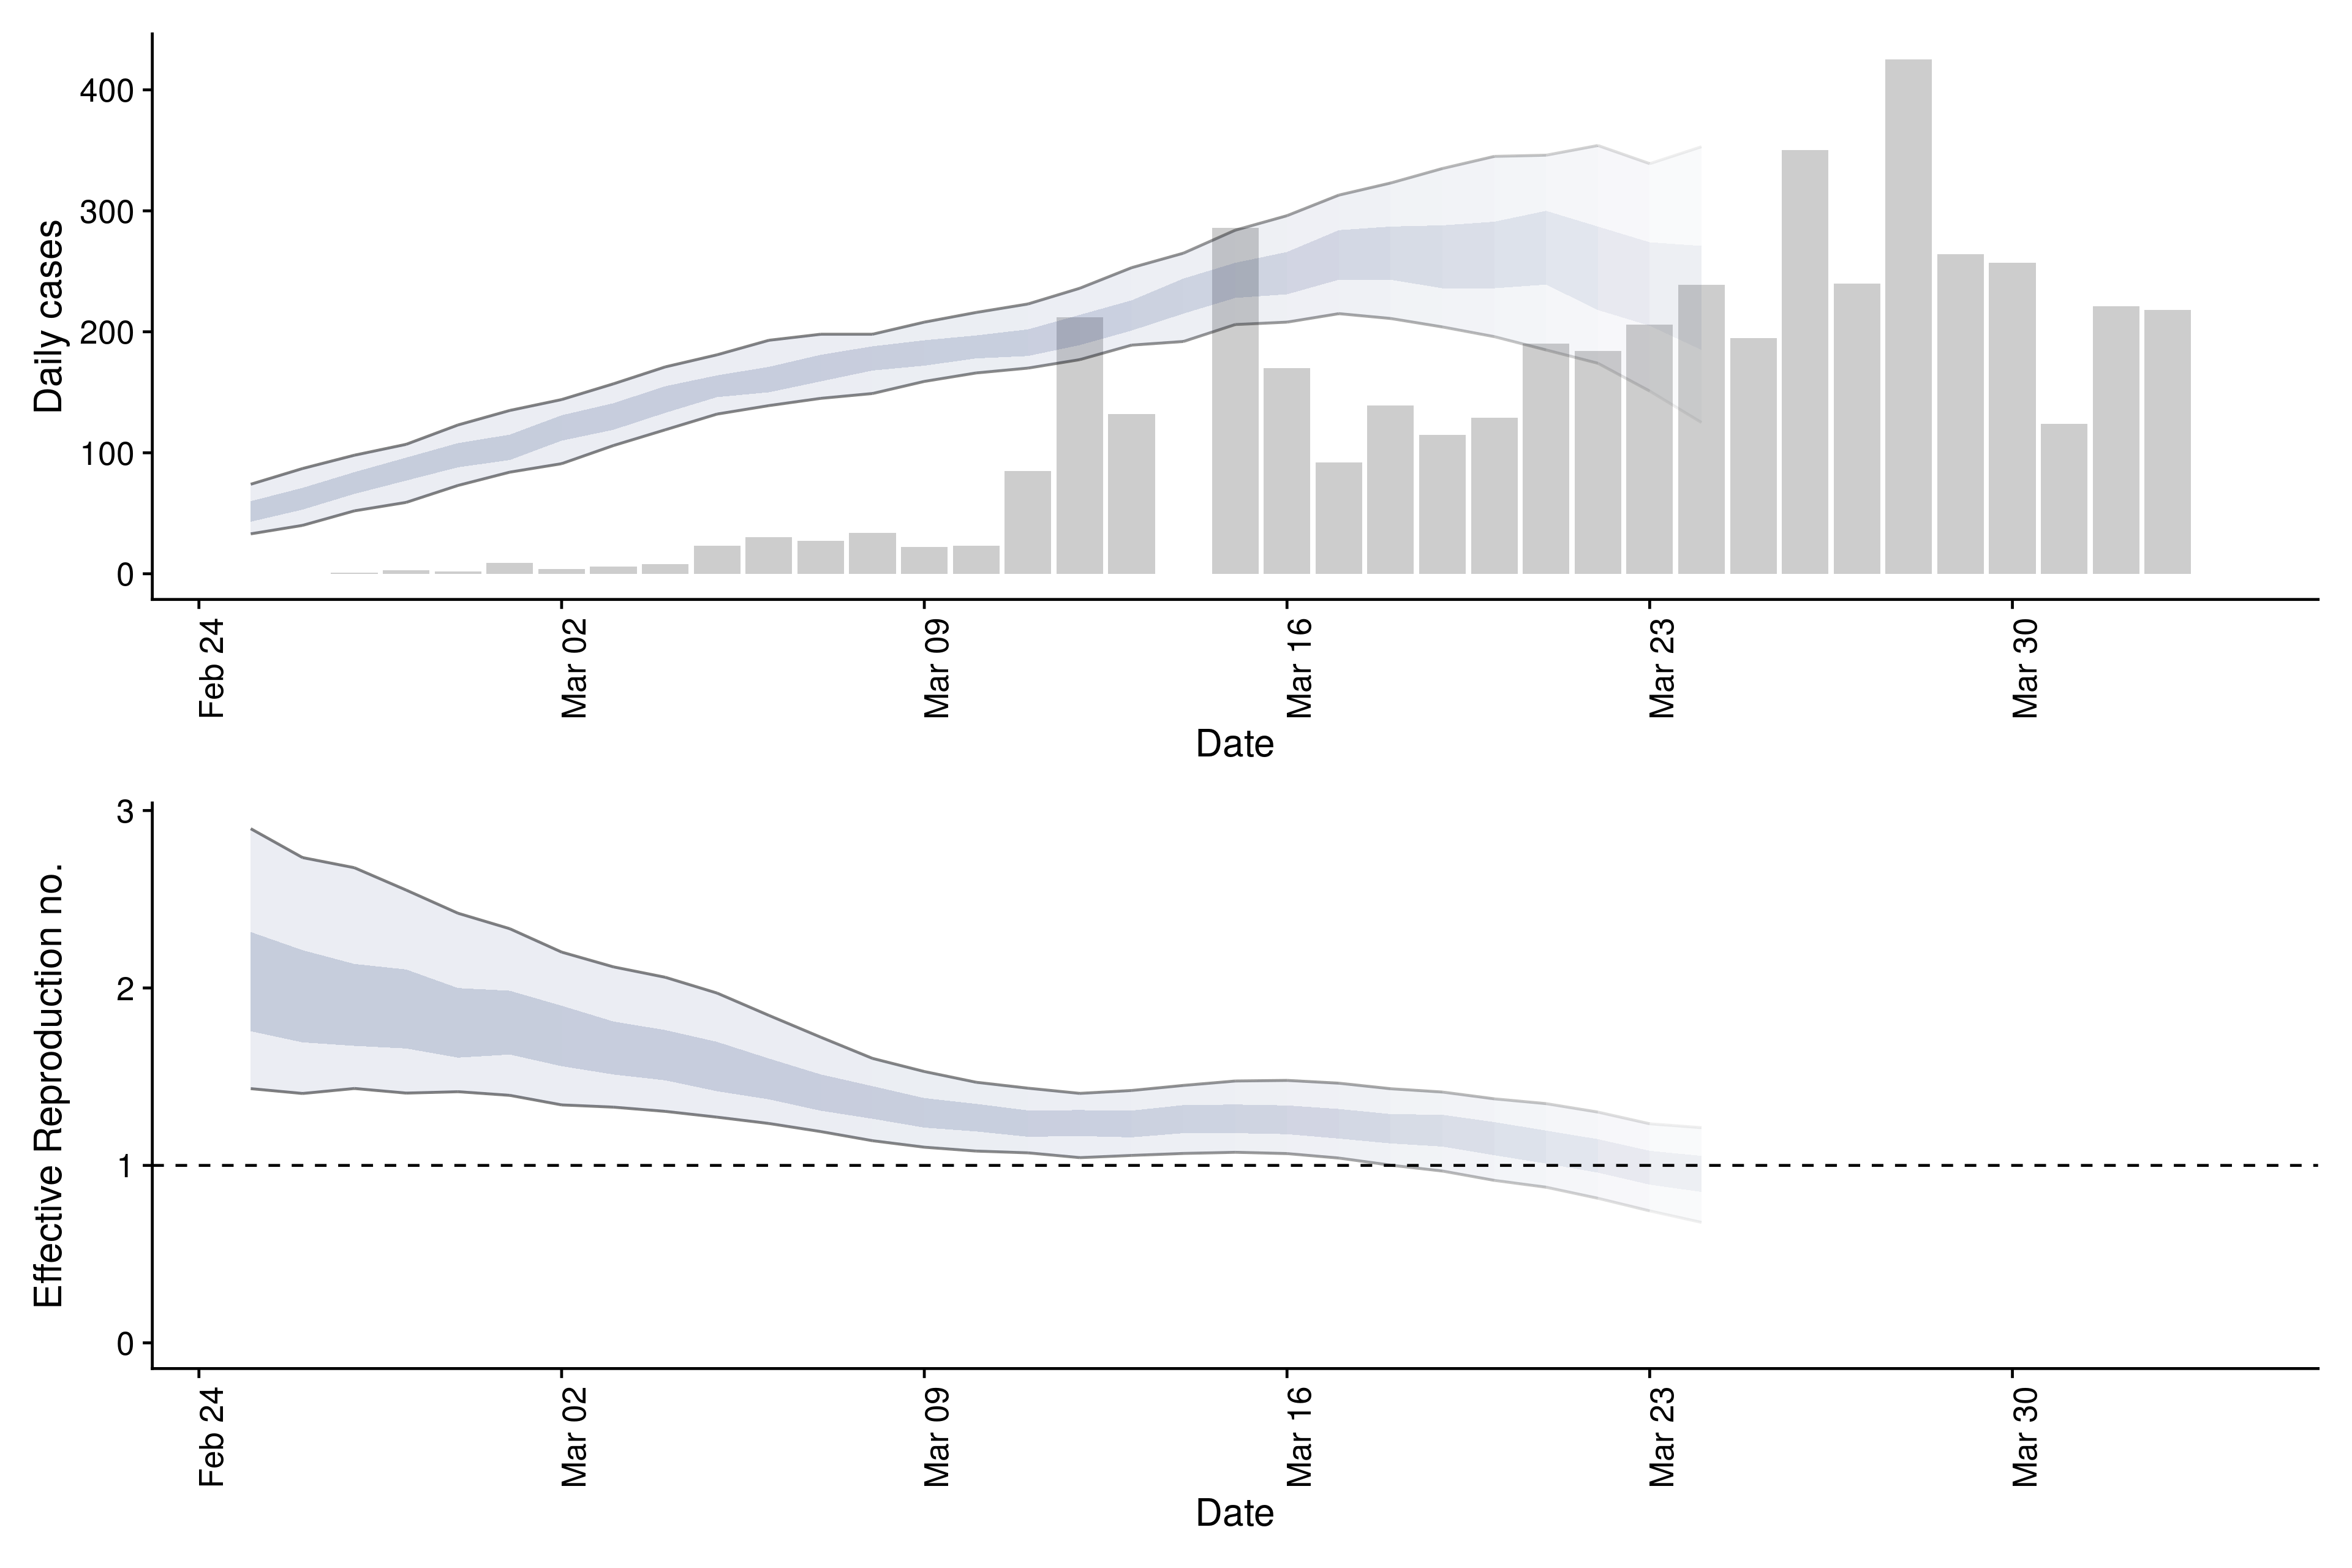 Daily cases
400
300
200
100
0
Feb 24
Mar 02
Mar 09
Mar 16
Mar 23
Mar 30
Date
Effective Reproduction no.
3
2
1
0
Feb 24
Mar 02
Mar 09
Mar 16
Mar 23
Mar 30
Date